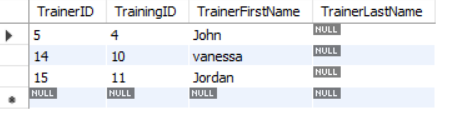 TrainerID TrainingID TrainerFirstName TrainerLastName
5 4 John NULL
14 10 vanessa NULL
15 11 Jordan NULL
NULL NULL NULL NULL